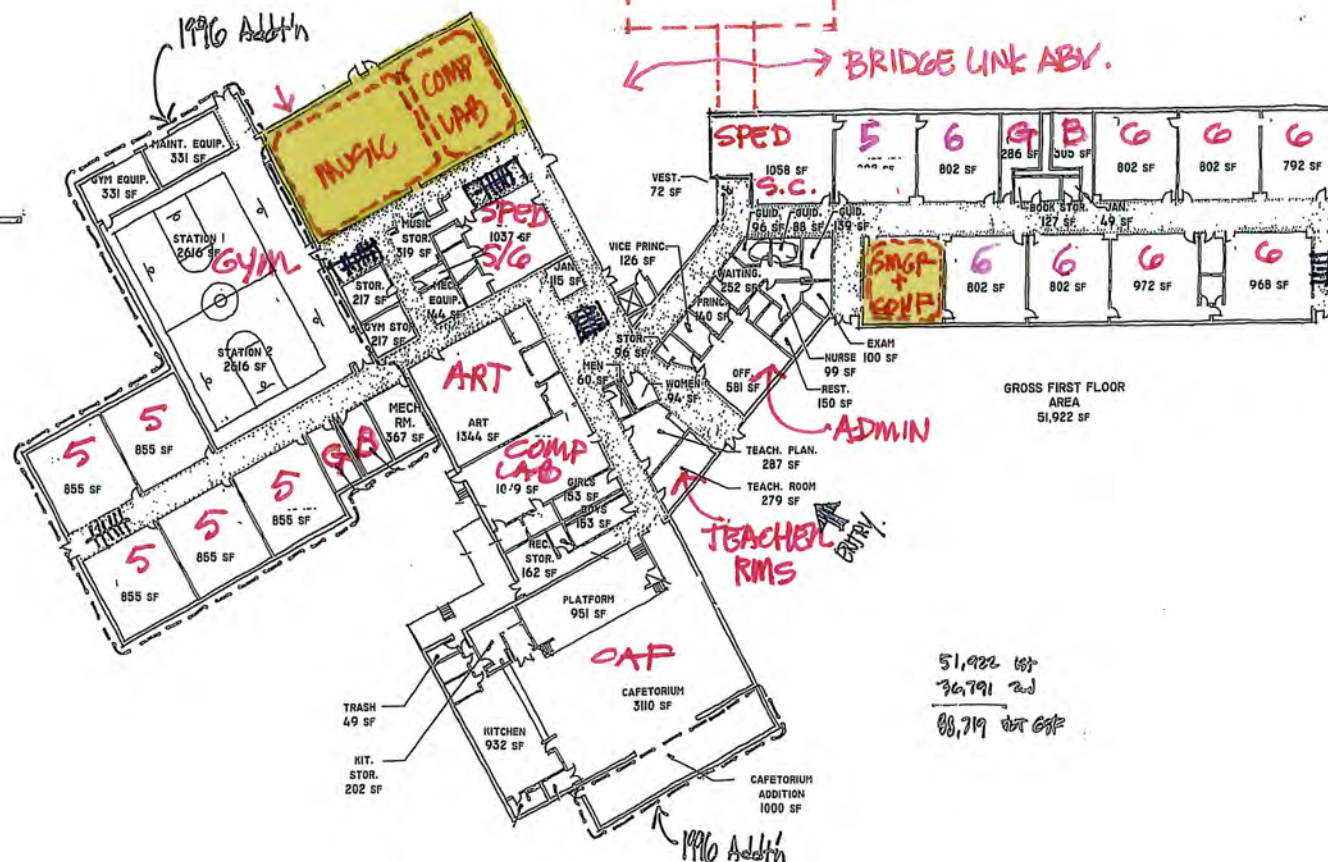 1996 Addt'n
BRIDGE LINK ABV.
MAINT. EQUIP.
331 SF
GYM EQUIP.
331 SF
MUSIC
COMP
LAB
STATION 1
2616 SF
GYM
STATION 2
2616 SF
MUSIC
STOR.
319 SF
SPED
1037 SF
S/G
STOR.
217 SF
MECH
EQUIP.
144 SF
GYM STOR
217 SF
JAN.
115 SF
SPED
1058 SF
S.C.
VEST.
72 SF
5
6
802 SF
G
286 SF
B
305 SF
6
802 SF
6
802 SF
6
792 SF
BOOK STOR.
127 SF
JAN.
49 SF
GUID.
96 SF
GUID.
88 SF
GUID.
139 SF
VICE PRINC.
126 SF
WAITING.
252 SF
PRINC.
140 SF
SMGP
+
CONF
6
802 SF
6
802 SF
6
972 SF
6
968 SF
STOR.
96 SF
MEN
60 SF
WOMEN
94 SF
OFF.
581 SF
EXAM
100 SF
NURSE
99 SF
REST.
150 SF
ADMIN
GROSS FIRST FLOOR
AREA
51,922 SF
5
855 SF
5
855 SF
5
855 SF
5
855 SF
5
855 SF
G
B
MECH.
RM.
367 SF
ART
ART
1344 SF
COMP
LAB
GIRLS
153 SF
BOYS
153 SF
REC.
STOR.
162 SF
TEACH. PLAN.
287 SF
TEACH. ROOM
279 SF
TEACHER
RMS
ENTRY.
PLATFORM
951 SF
CAF
CAFETORIUM
3110 SF
TRASH
49 SF
KITCHEN
932 SF
KIT.
STOR.
202 SF
CAFETORIUM
ADDITION
1000 SF
1996 Addt'n
51,922 1st
36,791 2nd